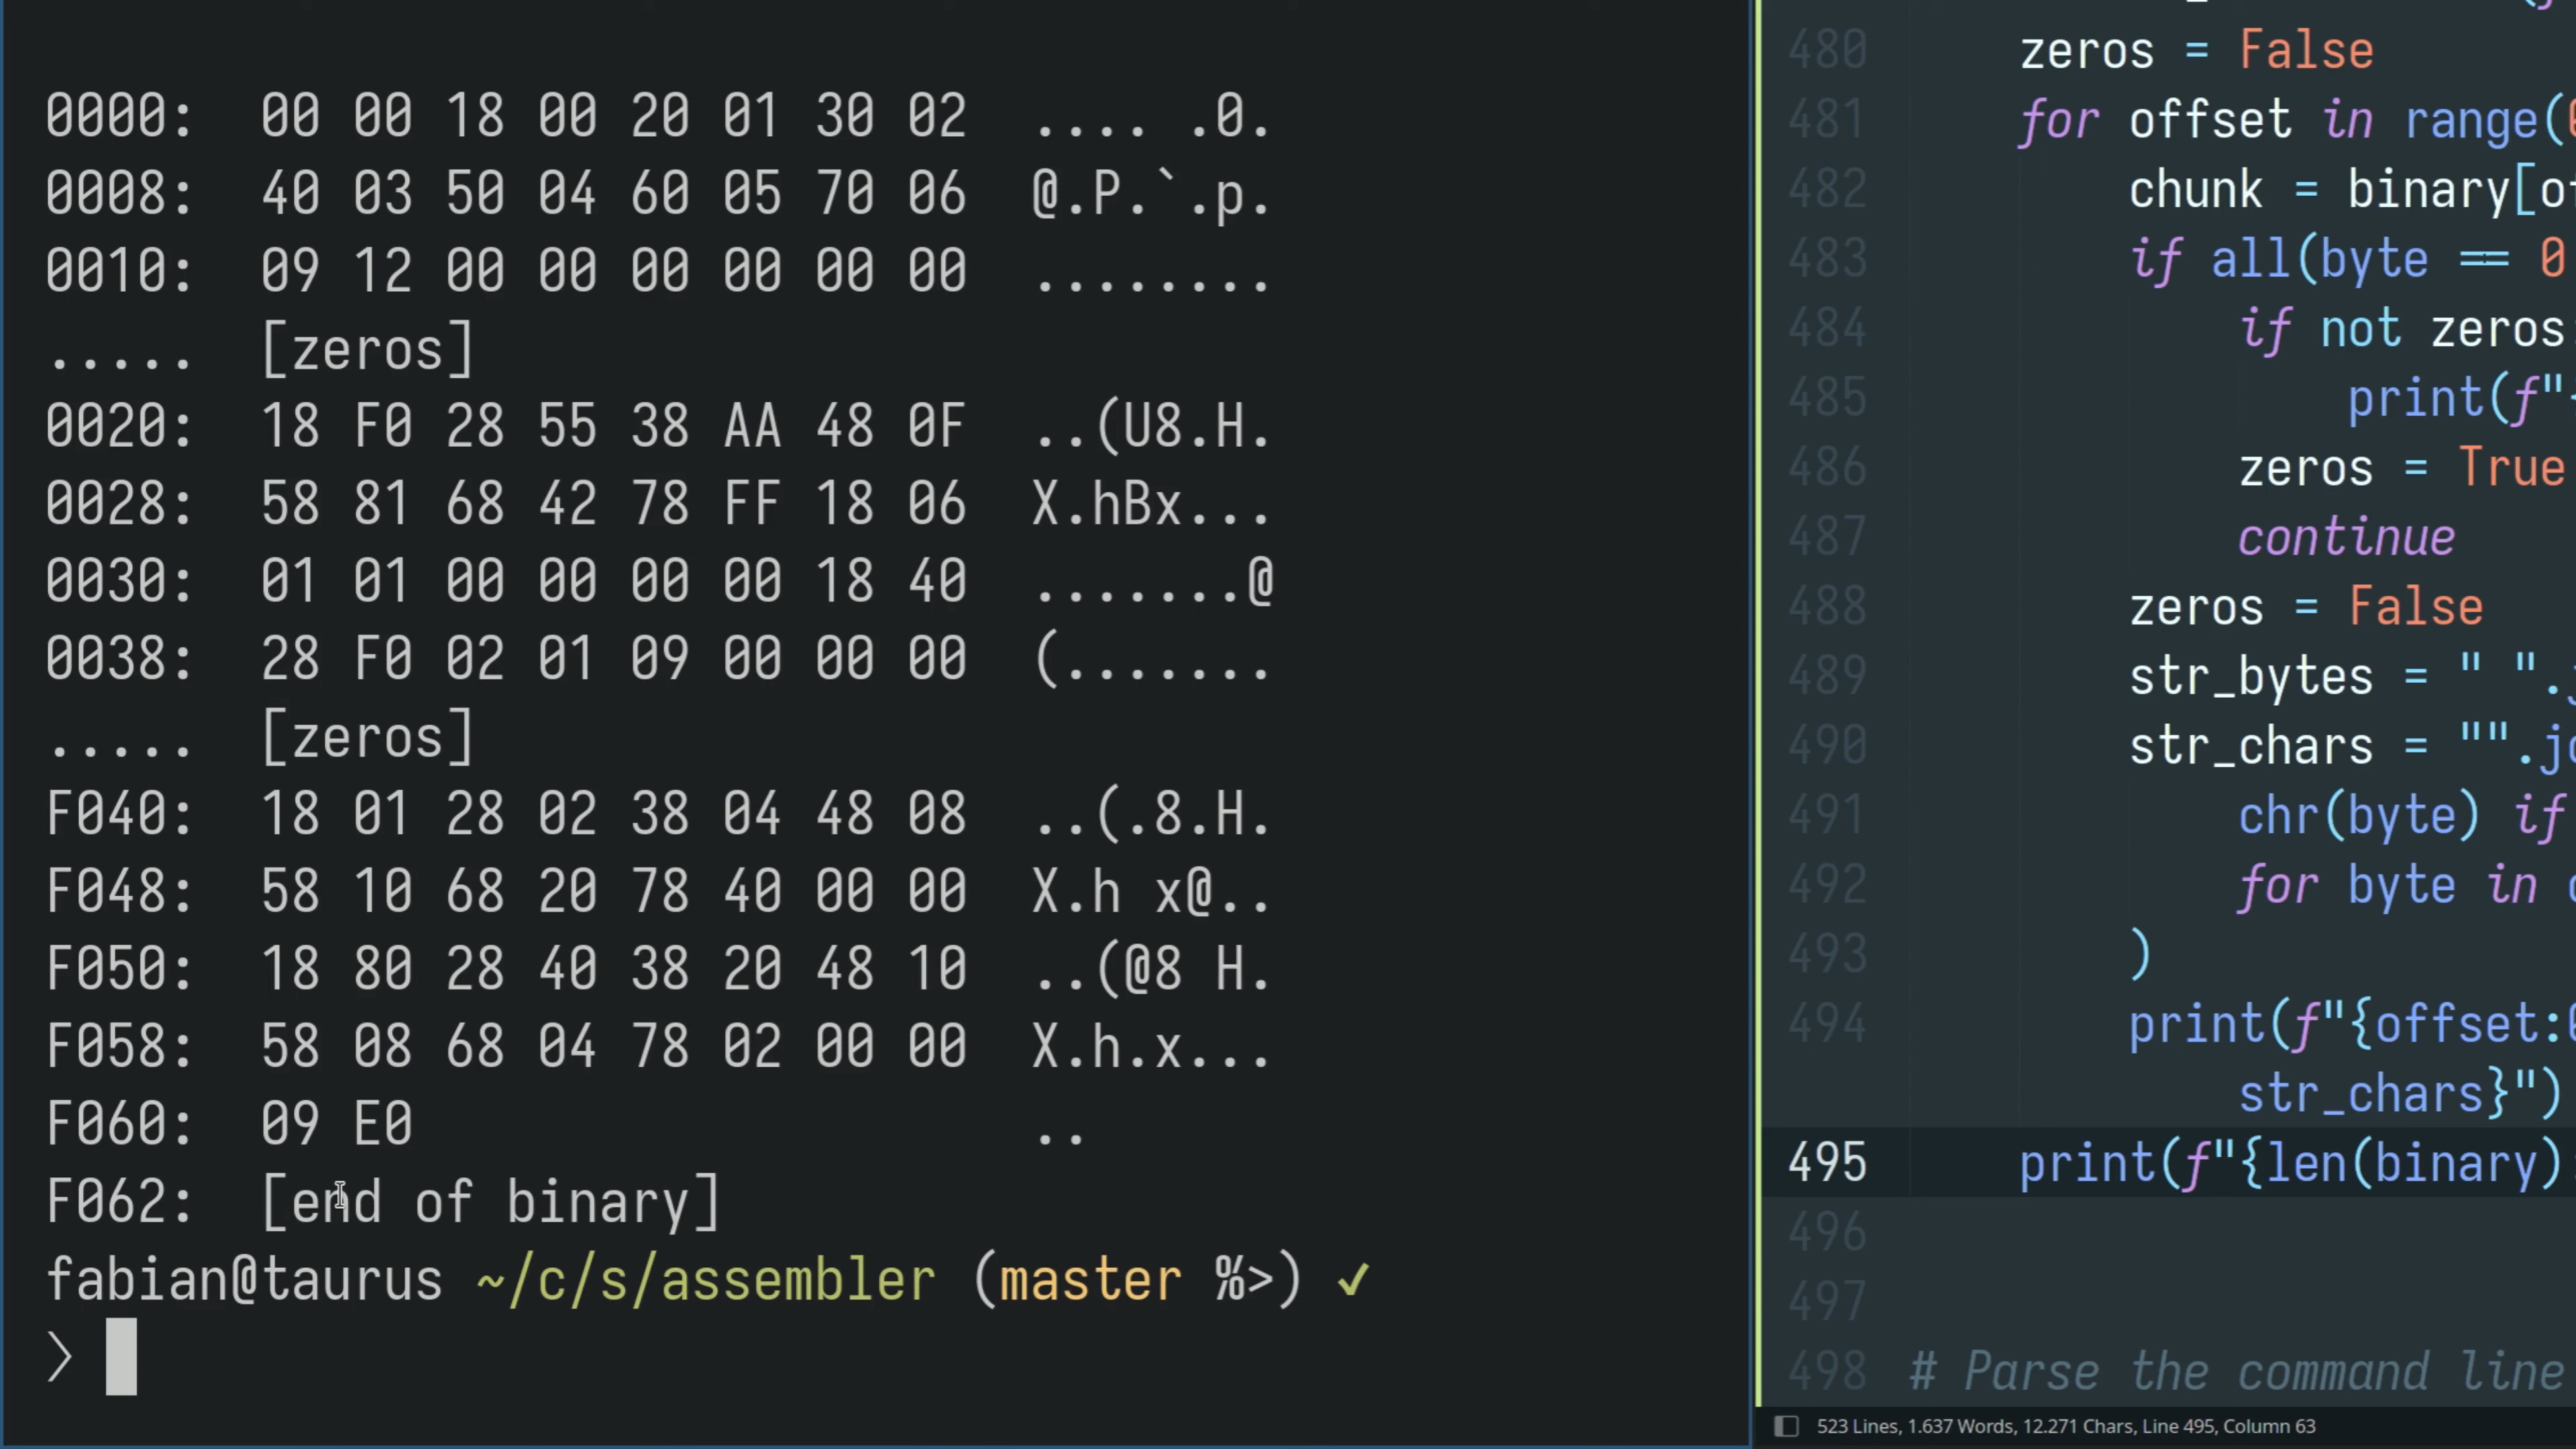 0000:  00 00 18 00 20 01 30 02  .... .0.
0008:  40 03 50 04 60 05 70 06  @.P.`.p.
0010:  09 12 00 00 00 00 00 00  ........
.....  [zeros]
0020:  18 F0 28 55 38 AA 48 0F  ..(U8.H.
0028:  58 81 68 42 78 FF 18 06  X.hBx...
0030:  01 01 00 00 00 00 18 40  .......@
0038:  28 F0 02 01 09 00 00 00  (.......
.....  [zeros]
F040:  18 01 28 02 38 04 48 08  ..(.8.H.
F048:  58 10 68 20 78 40 00 00  X.h x@..
F050:  18 80 28 40 38 20 48 10  ..(@8 H.
F058:  58 08 68 04 78 02 00 00  X.h.x...
F060:  09 E0                    ..
F062:  [end of binary]
fabian@taurus ~/c/s/assembler (master %>) ✓
>
480 zeros = False
481 for offset in range(
482 chunk = binary[of
483 if all(byte == 0
484 if not zeros
485 print(f"
486 zeros = True
487 continue
488 zeros = False
489 str_bytes = " ".
490 str_chars = "".jo
491 chr(byte) if
492 for byte in
493 )
494 print(f"{offset:
str_chars}")
495 print(f"{len(binary)
496
497
498 # Parse the command line
523 Lines, 1.637 Words, 12.271 Chars, Line 495, Column 63